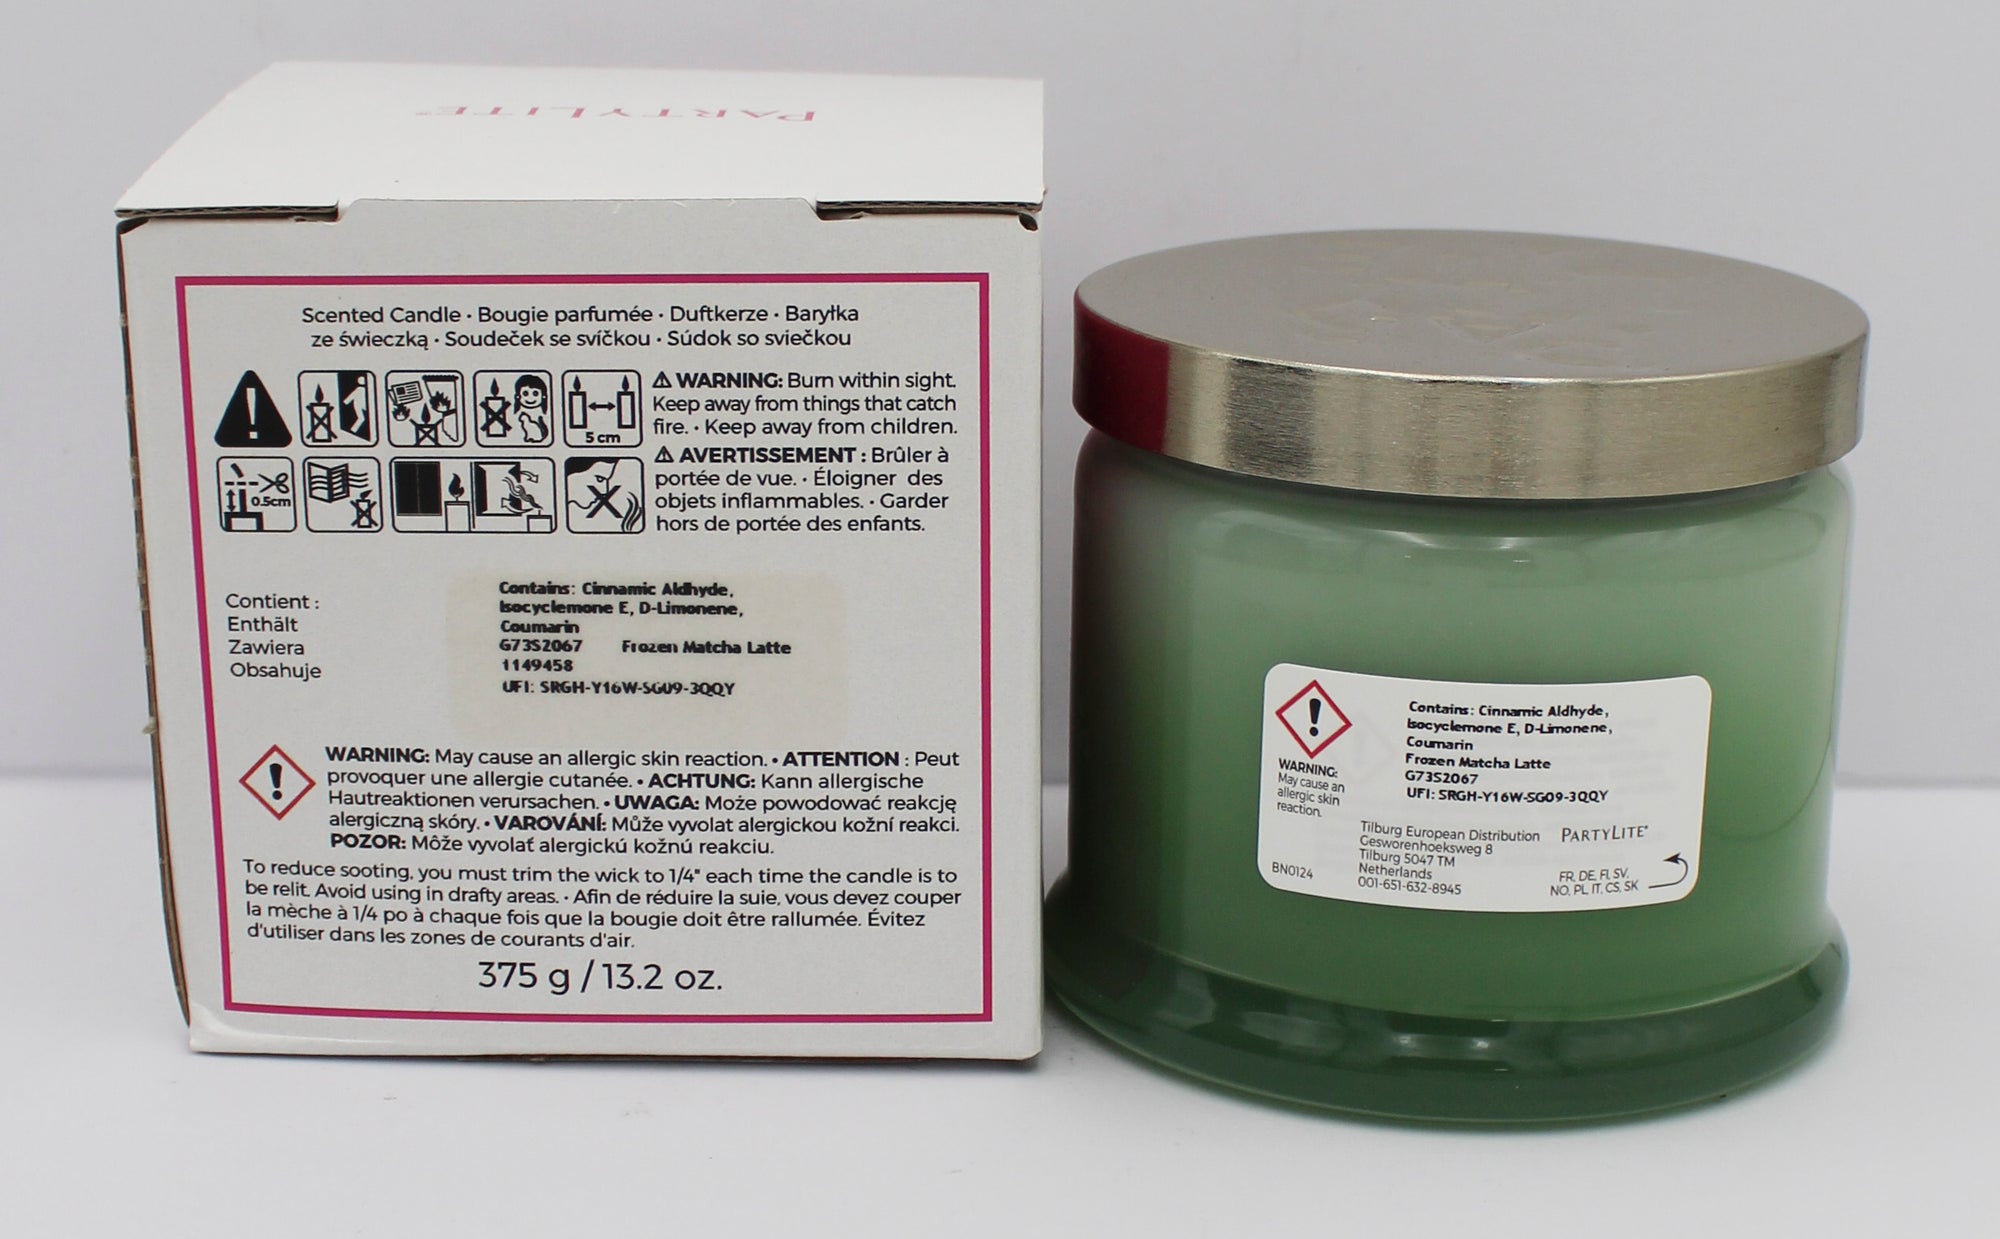 PARTYLITE
Scented Candle · Bougie parfumée · Duftkerze · Baryłka
ze świeczką · Soudeček se svíčkou · Súdok so sviečkou
⚠ WARNING: Burn within sight.
Keep away from things that catch
fire. · Keep away from children.
⚠ AVERTISSEMENT : Brûler à
portée de vue. · Éloigner des
objets inflammables. · Garder
hors de portée des enfants.
5 cm
0.5cm
Contient :
Enthält
Zawiera
Obsahuje
Contains: Cinnamic Aldhyde,
Isocyclemone E, D-Limonene,
Coumarin
G73S2067 Frozen Matcha Latte
1149458
UFI: SRGH-Y16W-SG09-3QQY
WARNING: May cause an allergic skin reaction. • ATTENTION : Peut
provoquer une allergie cutanée. • ACHTUNG: Kann allergische
Hautreaktionen verursachen. • UWAGA: Może powodować reakcję
alergiczną skóry. • VAROVÁNÍ: Může vyvolat alergickou kožní reakci.
POZOR: Môže vyvolať alergickú kožnú reakciu.
To reduce sooting, you must trim the wick to 1/4" each time the candle is to
be relit. Avoid using in drafty areas. · Afin de réduire la suie, vous devez couper
la mèche à 1/4 po à chaque fois que la bougie doit être rallumée. Évitez
d'utiliser dans les zones de courants d'air.
375 g / 13.2 oz.
Contains: Cinnamic Aldhyde,
Isocyclemone E, D-Limonene,
Coumarin
Frozen Matcha Latte
G73S2067
UFI: SRGH-Y16W-SG09-3QQY
WARNING:
May cause an
allergic skin
reaction.
Tilburg European Distribution
Gesworenhoeksweg 8
Tilburg 5047 TM
Netherlands
001-651-632-8945
PARTYLITE®
BN0124
FR, DE, FI, SV,
NO, PL, IT, CS, SK